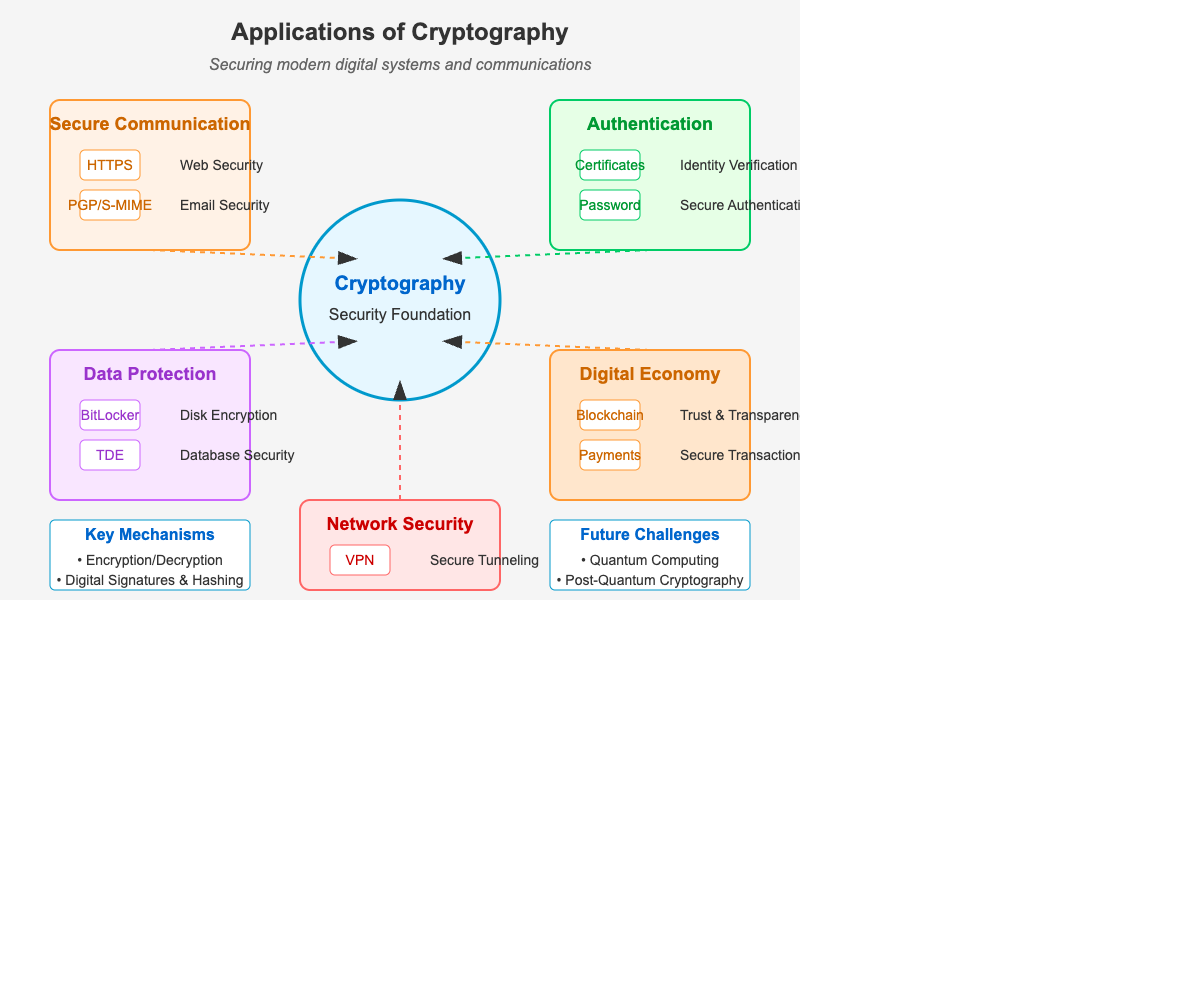 Applications of Cryptography
Securing modern digital systems and communications
Secure Communication
HTTPS Web Security
PGP/S-MIME Email Security
Authentication
Certificates Identity Verification
Password Secure Authenticati
Cryptography
Security Foundation
Data Protection
BitLocker Disk Encryption
TDE Database Security
Digital Economy
Blockchain Trust & Transparen
Payments Secure Transaction
Network Security
VPN Secure Tunneling
Key Mechanisms
• Encryption/Decryption
• Digital Signatures & Hashing
Future Challenges
• Quantum Computing
• Post-Quantum Cryptography